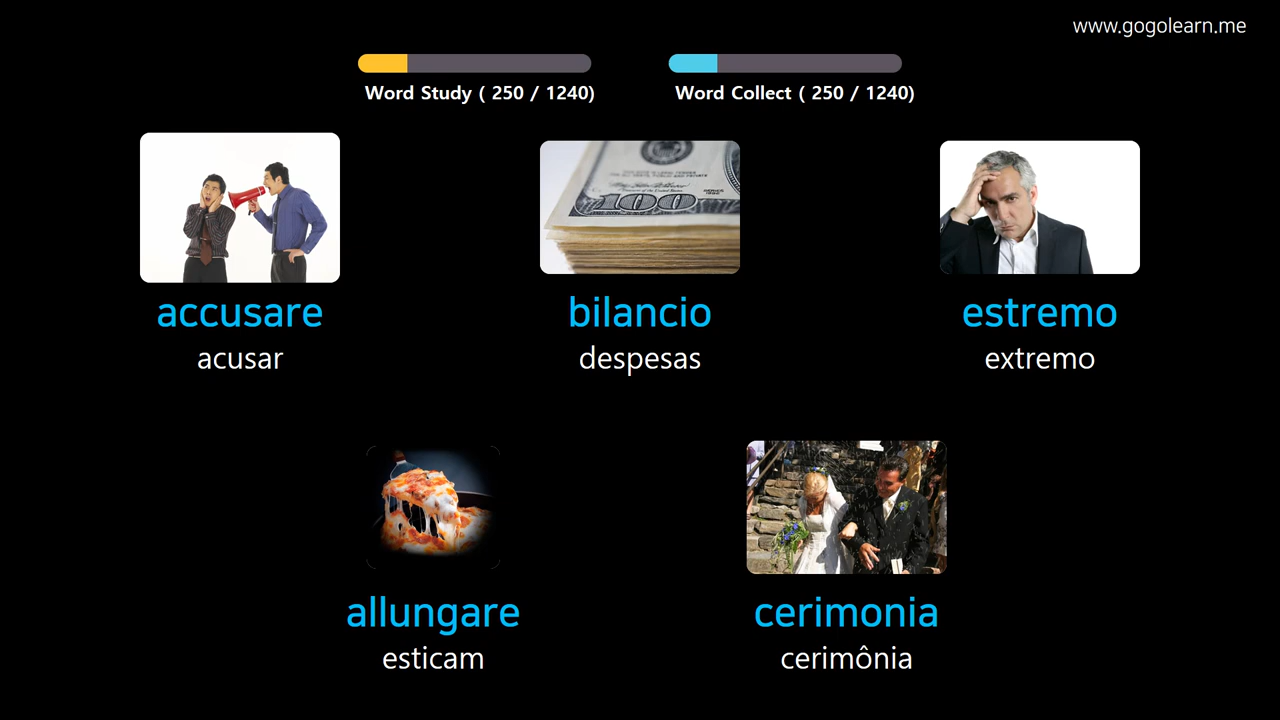 www.gogolearn.me
Word Study ( 250 / 1240)
Word Collect ( 250 / 1240)
100
accusare
acusar
bilancio
despesas
estremo
extremo
allungare
esticam
cerimonia
cerimônia